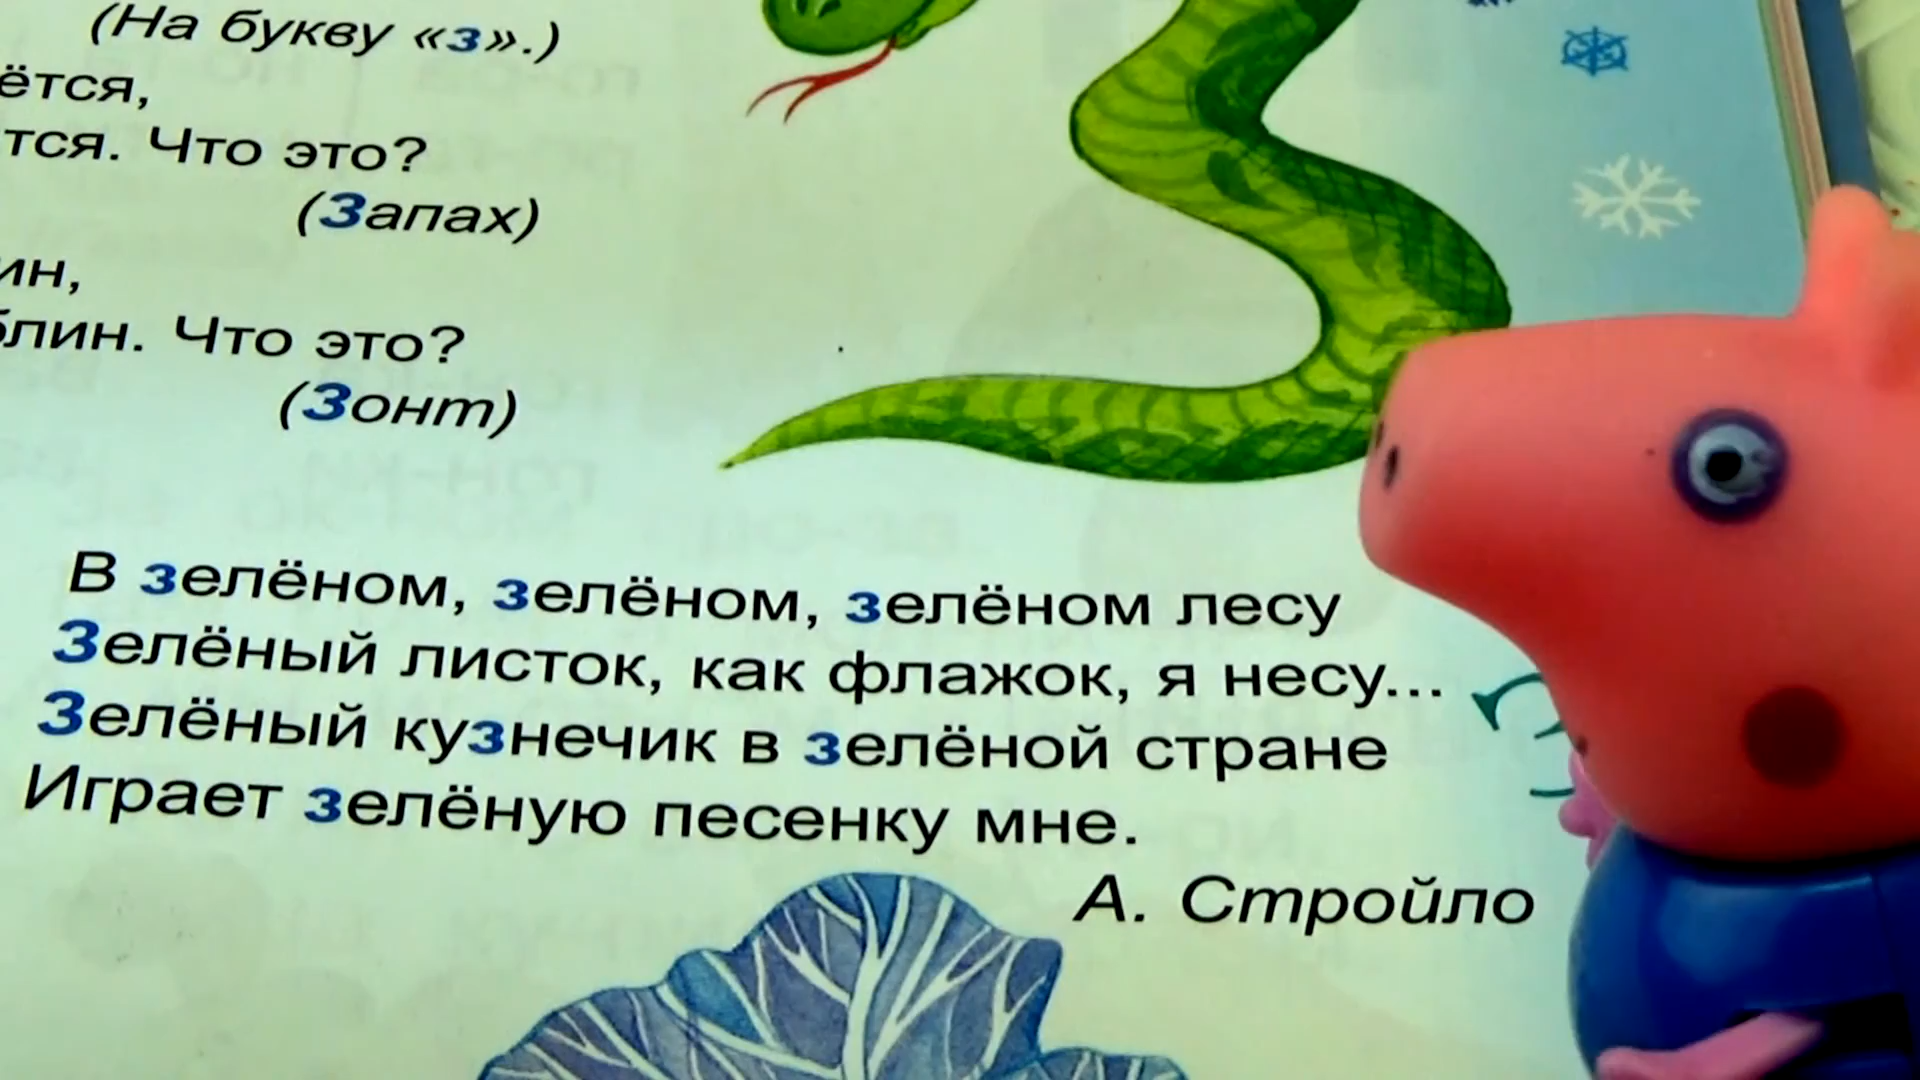 (На букву «з».)
ётся,
тся. Что это?
(Запах)
ин,
блин. Что это?
(Зонт)
В зелёном, зелёном, зелёном лесу
Зелёный листок, как флажок, я несу...
Зелёный кузнечик в зелёной стране
Играет зелёную песенку мне.
А. Стройло